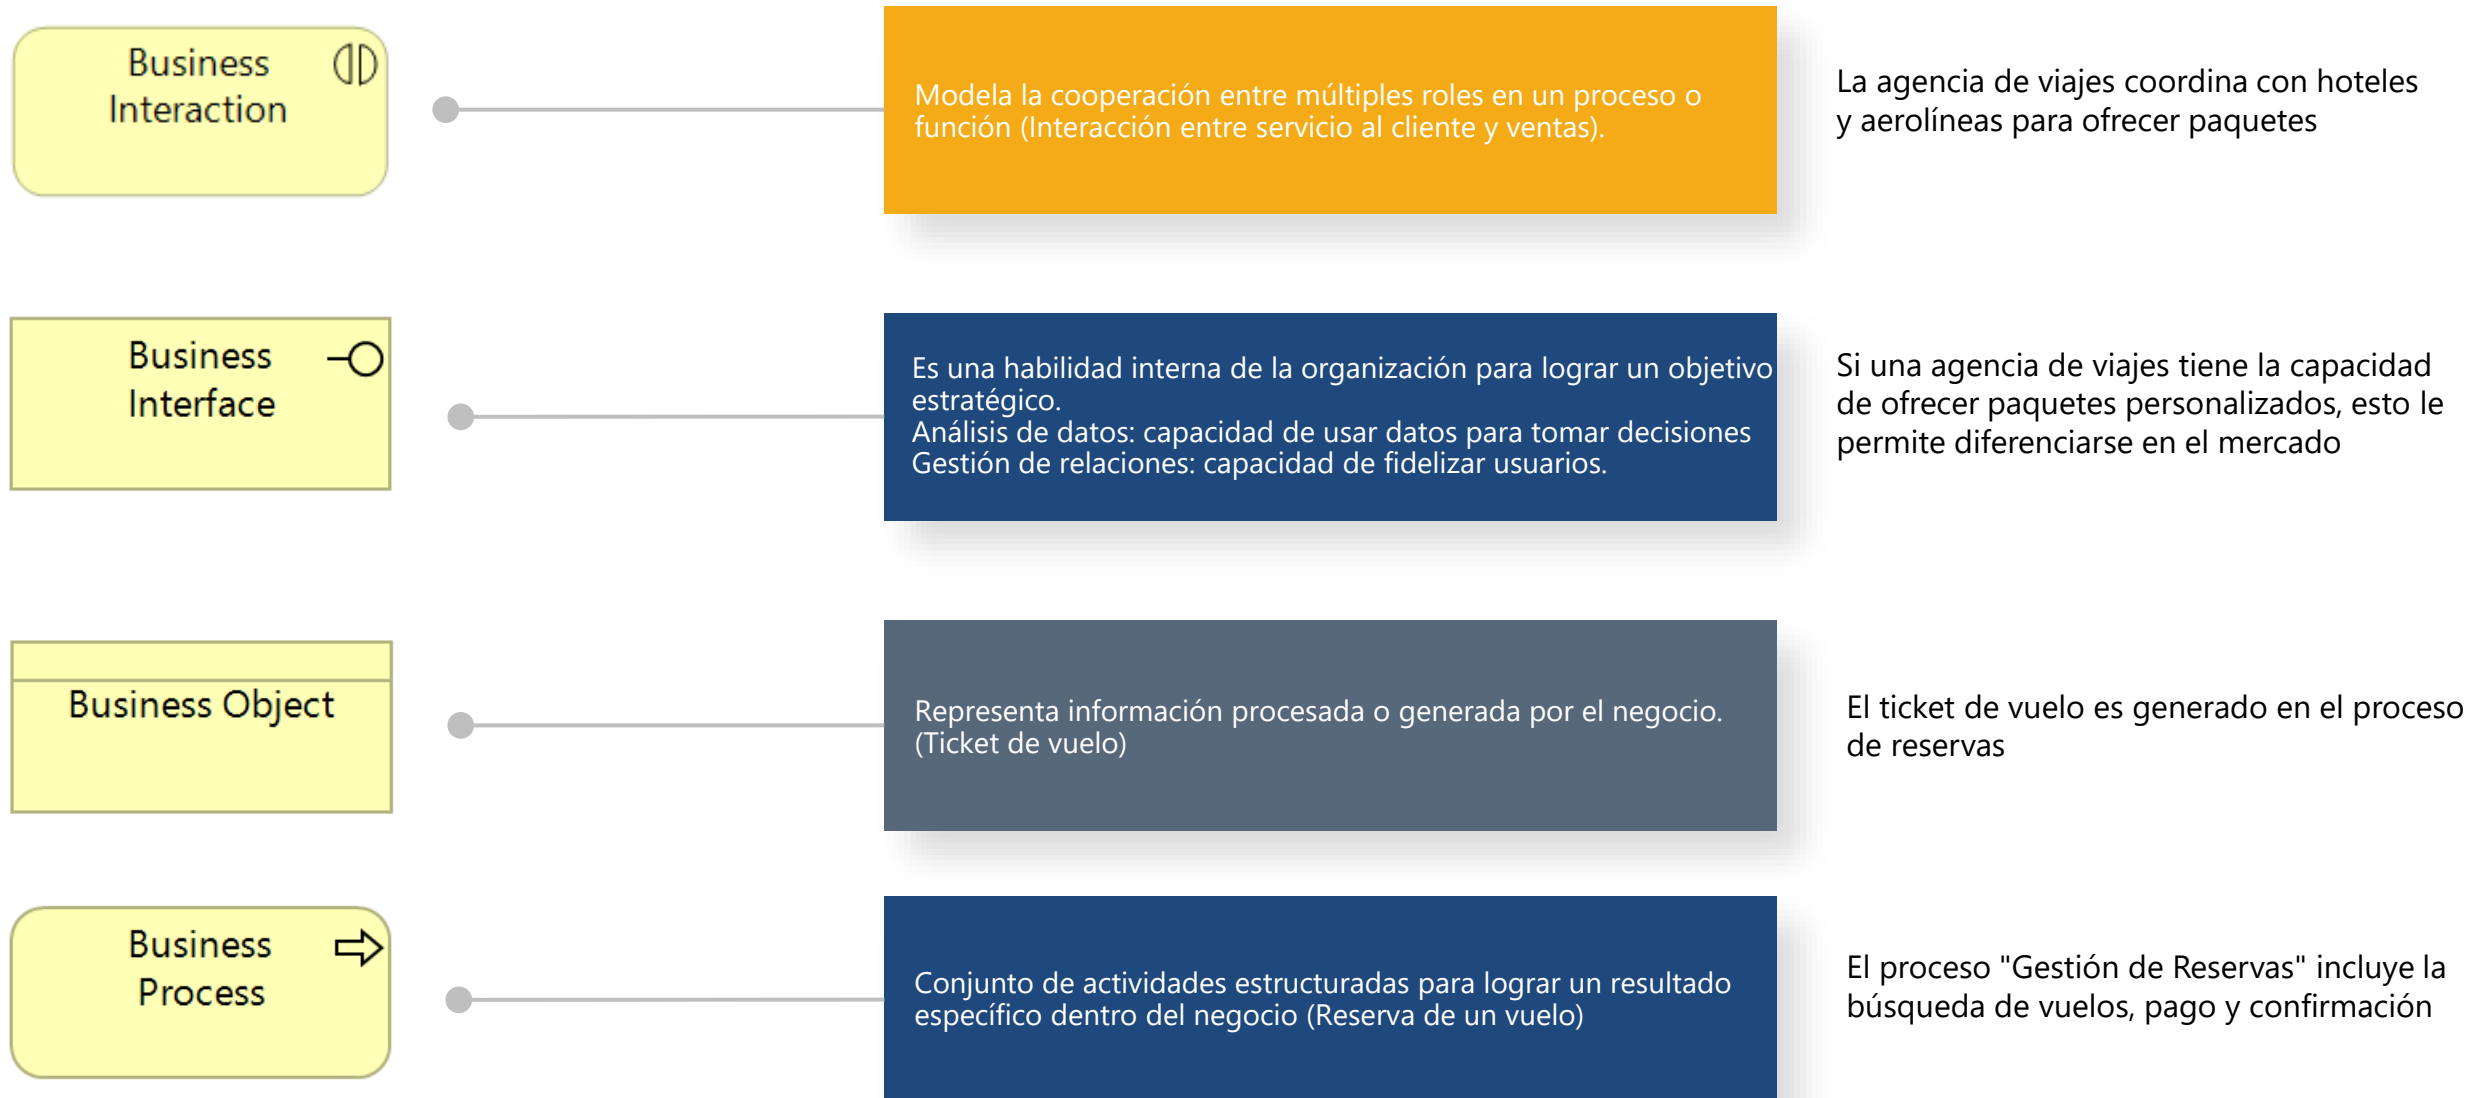 Business
Interaction
Modela la cooperación entre múltiples roles en un proceso o
función (Interacción entre servicio al cliente y ventas).
La agencia de viajes coordina con hoteles
y aerolíneas para ofrecer paquetes
Business
Interface
Es una habilidad interna de la organización para lograr un objetivo
estratégico.
Análisis de datos: capacidad de usar datos para tomar decisiones
Gestión de relaciones: capacidad de fidelizar usuarios.
Si una agencia de viajes tiene la capacidad
de ofrecer paquetes personalizados, esto le
permite diferenciarse en el mercado
Business Object
Representa información procesada o generada por el negocio.
(Ticket de vuelo)
El ticket de vuelo es generado en el proceso
de reservas
Business
Process
Conjunto de actividades estructuradas para lograr un resultado
específico dentro del negocio (Reserva de un vuelo)
El proceso "Gestión de Reservas" incluye la
búsqueda de vuelos, pago y confirmación